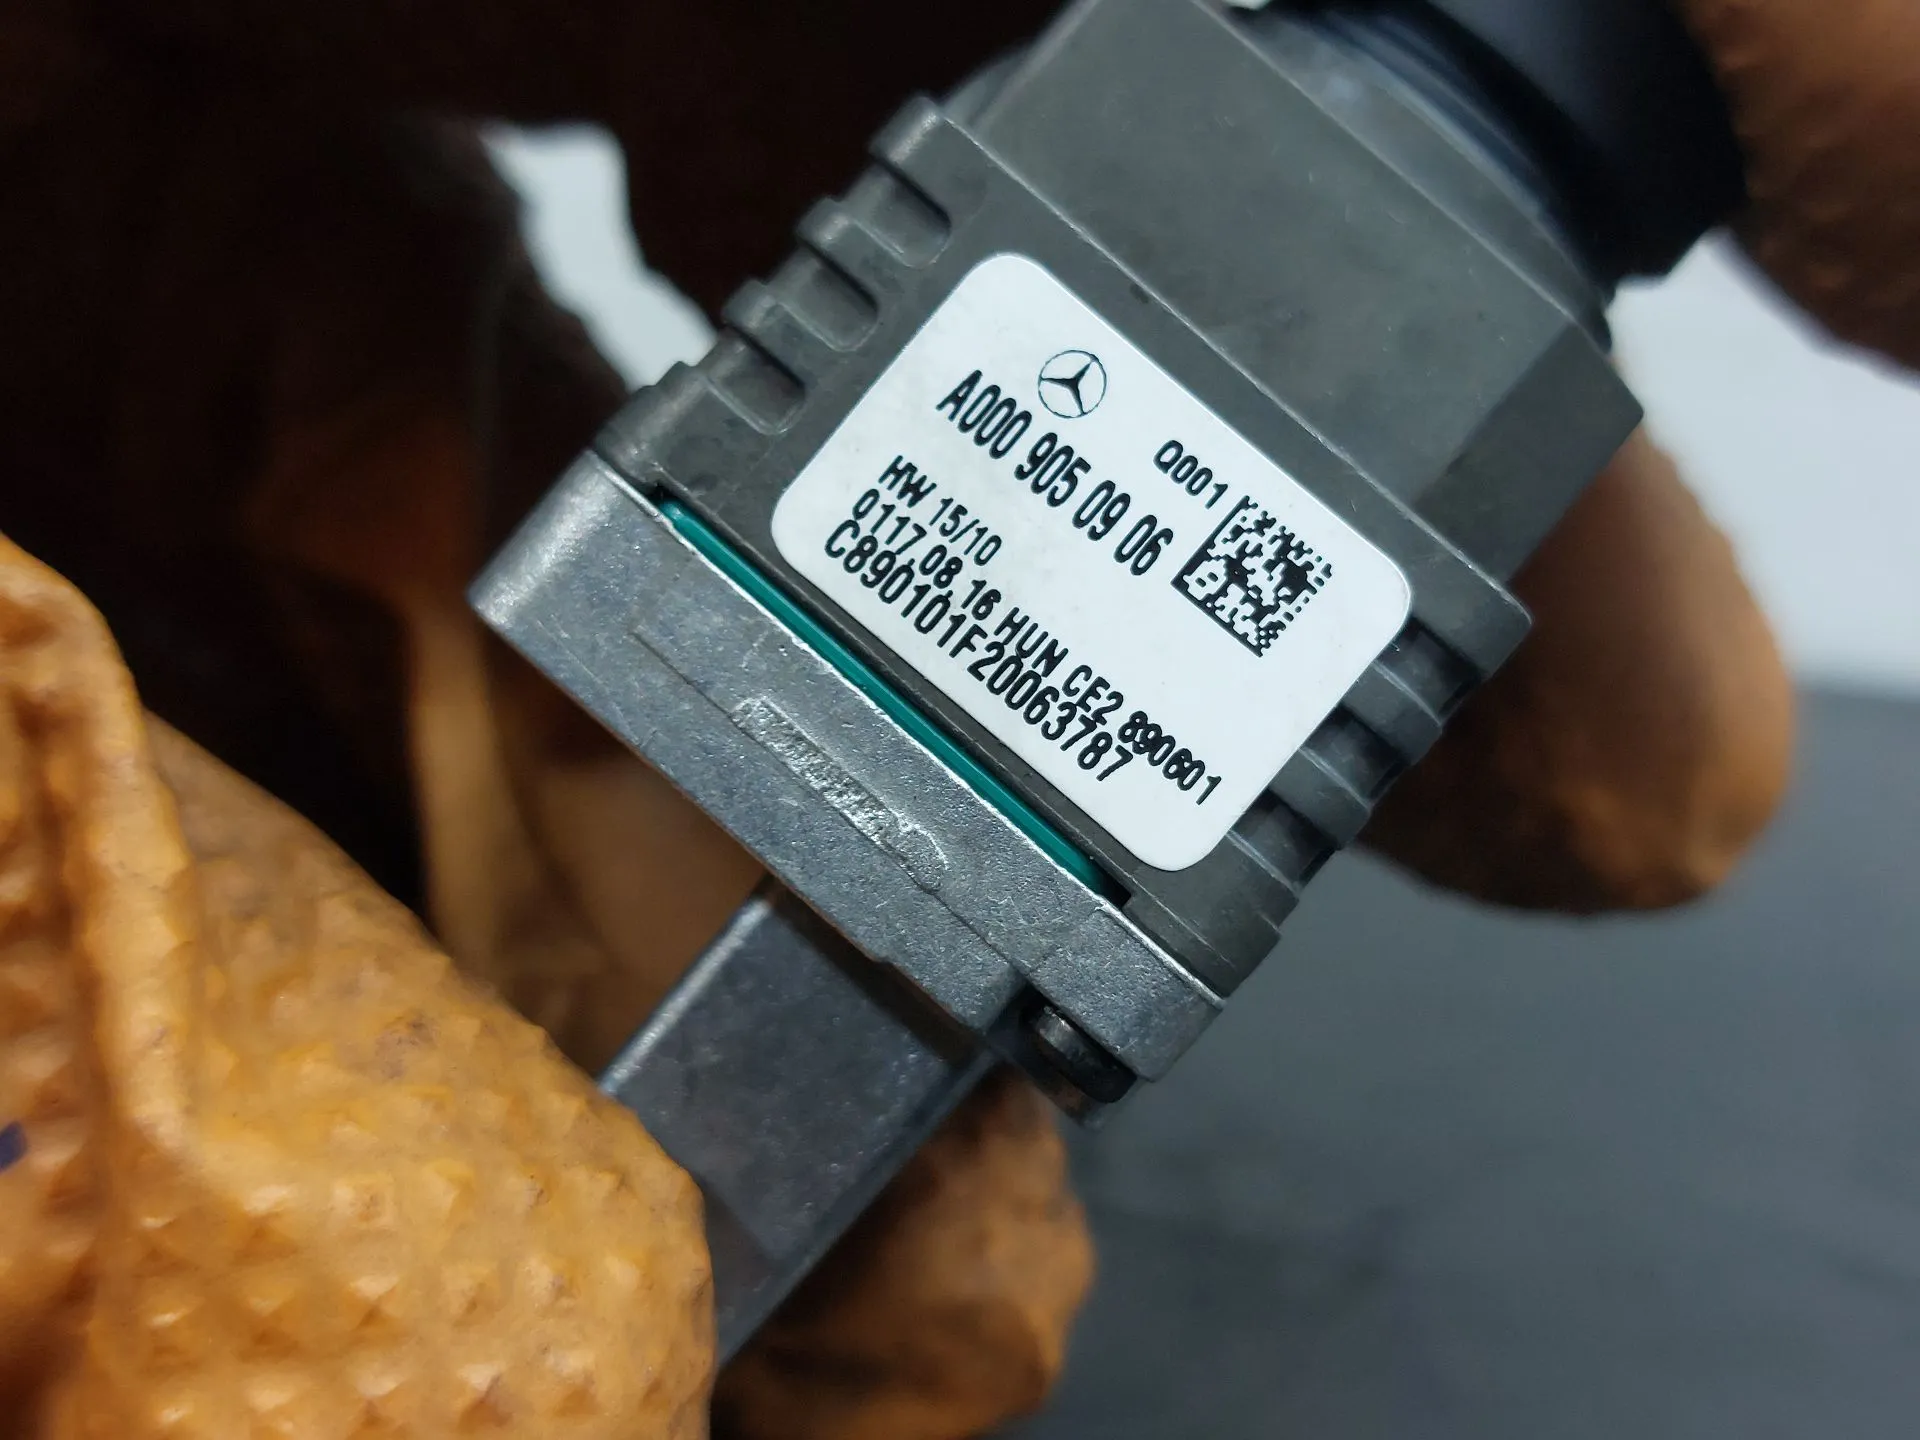 Q001
A000 905 09 06
HW 15/10
0117.08.16 HUN CE2 890601
C890101F20063787